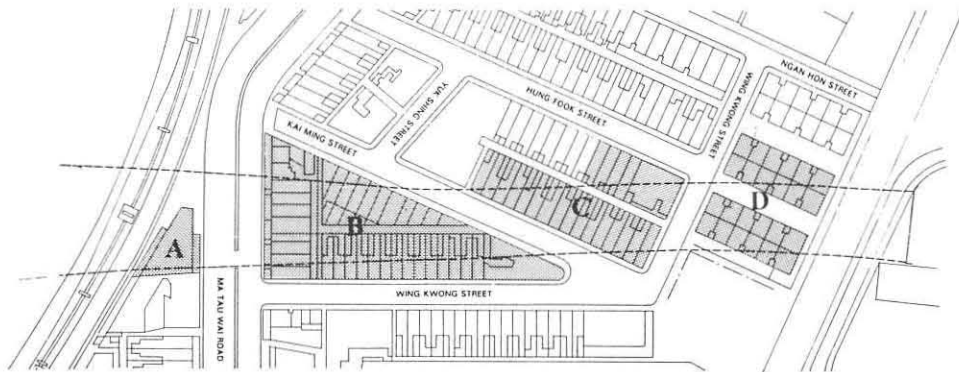 NGAN HON STREET
WING KWONG STREET
HUNG FOOK STREET
YUK SHING STREET
KAI MING STREET
A
B
C
D
WING KWONG STREET
MA TAU WAI ROAD